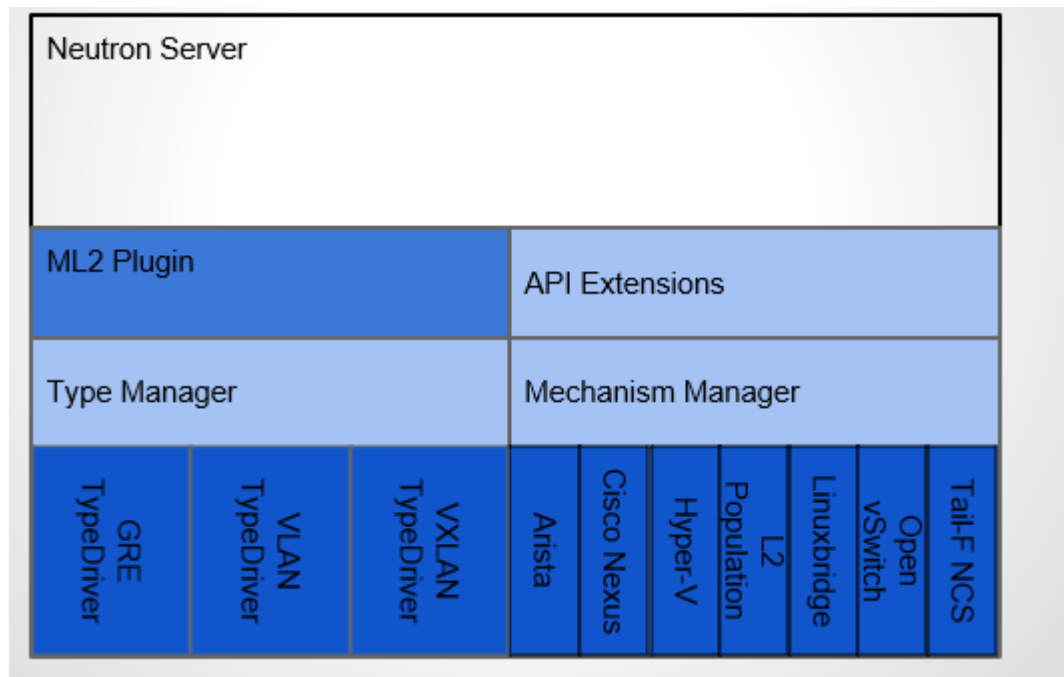 Neutron Server
ML2 Plugin
API Extensions
Type Manager
Mechanism Manager
GRE
TypeDriver
VLAN
TypeDriver
VXLAN
TypeDriver
Arista
Cisco Nexus
Hyper-V
L2
Population
Linuxbridge
Open
vSwitch
Tail-F NCS